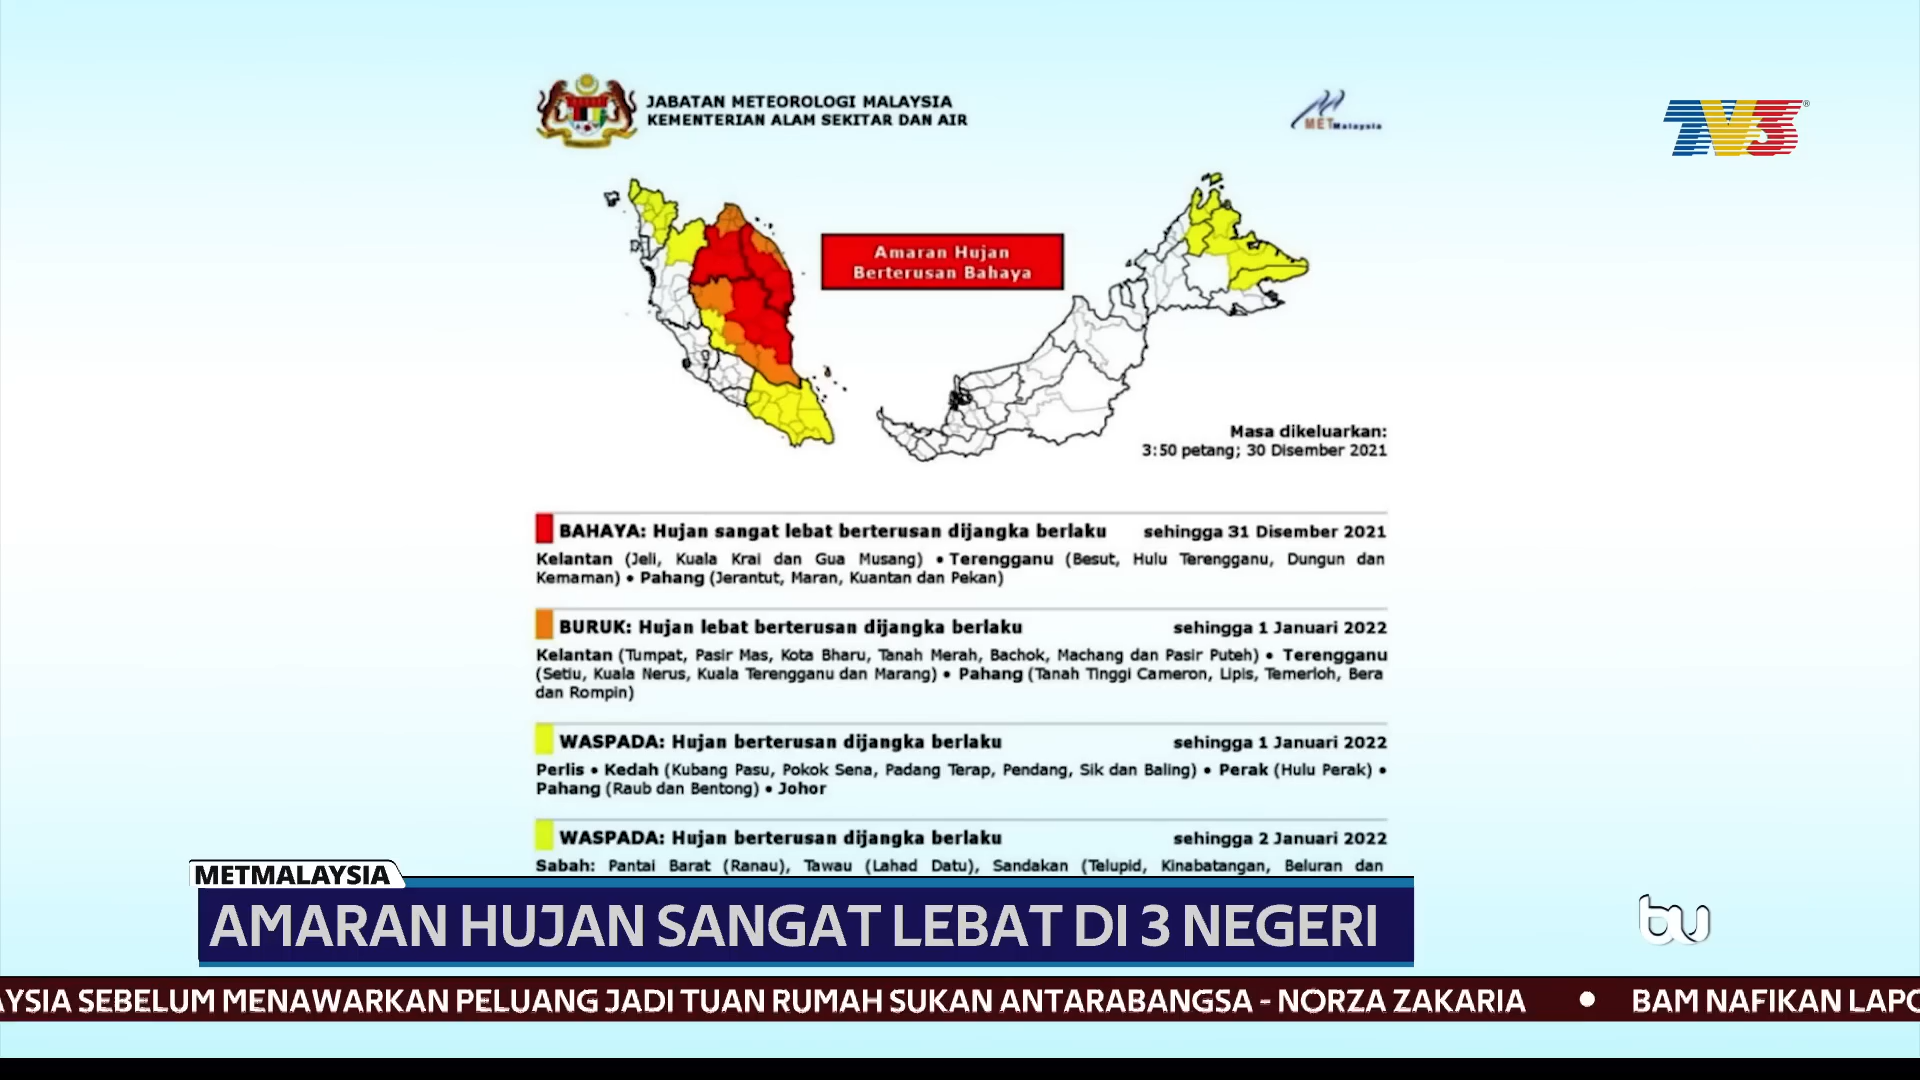 JABATAN METEOROLOGI MALAYSIA
KEMENTERIAN ALAM SEKITAR DAN AIR
METMalaysia
TV3
Amaran Hujan
Berterusan Bahaya
Masa dikeluarkan:
3:50 petang; 30 Disember 2021
BAHAYA: Hujan sangat lebat berterusan dijangka berlaku sehingga 31 Disember 2021
Kelantan (Jeli, Kuala Krai dan Gua Musang) • Terengganu (Besut, Hulu Terengganu, Dungun dan
Kemaman) • Pahang (Jerantut, Maran, Kuantan dan Pekan)
BURUK: Hujan lebat berterusan dijangka berlaku sehingga 1 Januari 2022
Kelantan (Tumpat, Pasir Mas, Kota Bharu, Tanah Merah, Bachok, Machang dan Pasir Puteh) • Terengganu
(Setiu, Kuala Nerus, Kuala Terengganu dan Marang) • Pahang (Tanah Tinggi Cameron, Lipis, Temerloh, Bera
dan Rompin)
WASPADA: Hujan berterusan dijangka berlaku sehingga 1 Januari 2022
Perlis • Kedah (Kubang Pasu, Pokok Sena, Padang Terap, Pendang, Sik dan Baling) • Perak (Hulu Perak) •
Pahang (Raub dan Bentong) • Johor
WASPADA: Hujan berterusan dijangka berlaku sehingga 2 Januari 2022
Sabah: Pantai Barat (Ranau), Tawau (Lahad Datu), Sandakan (Telupid, Kinabatangan, Beluran dan
METMALAYSIA
AMARAN HUJAN SANGAT LEBAT DI 3 NEGERI
bu
AYSIA SEBELUM MENAWARKAN PELUANG JADI TUAN RUMAH SUKAN ANTARABANGSA - NORZA ZAKARIA • BAM NAFIKAN LAPO